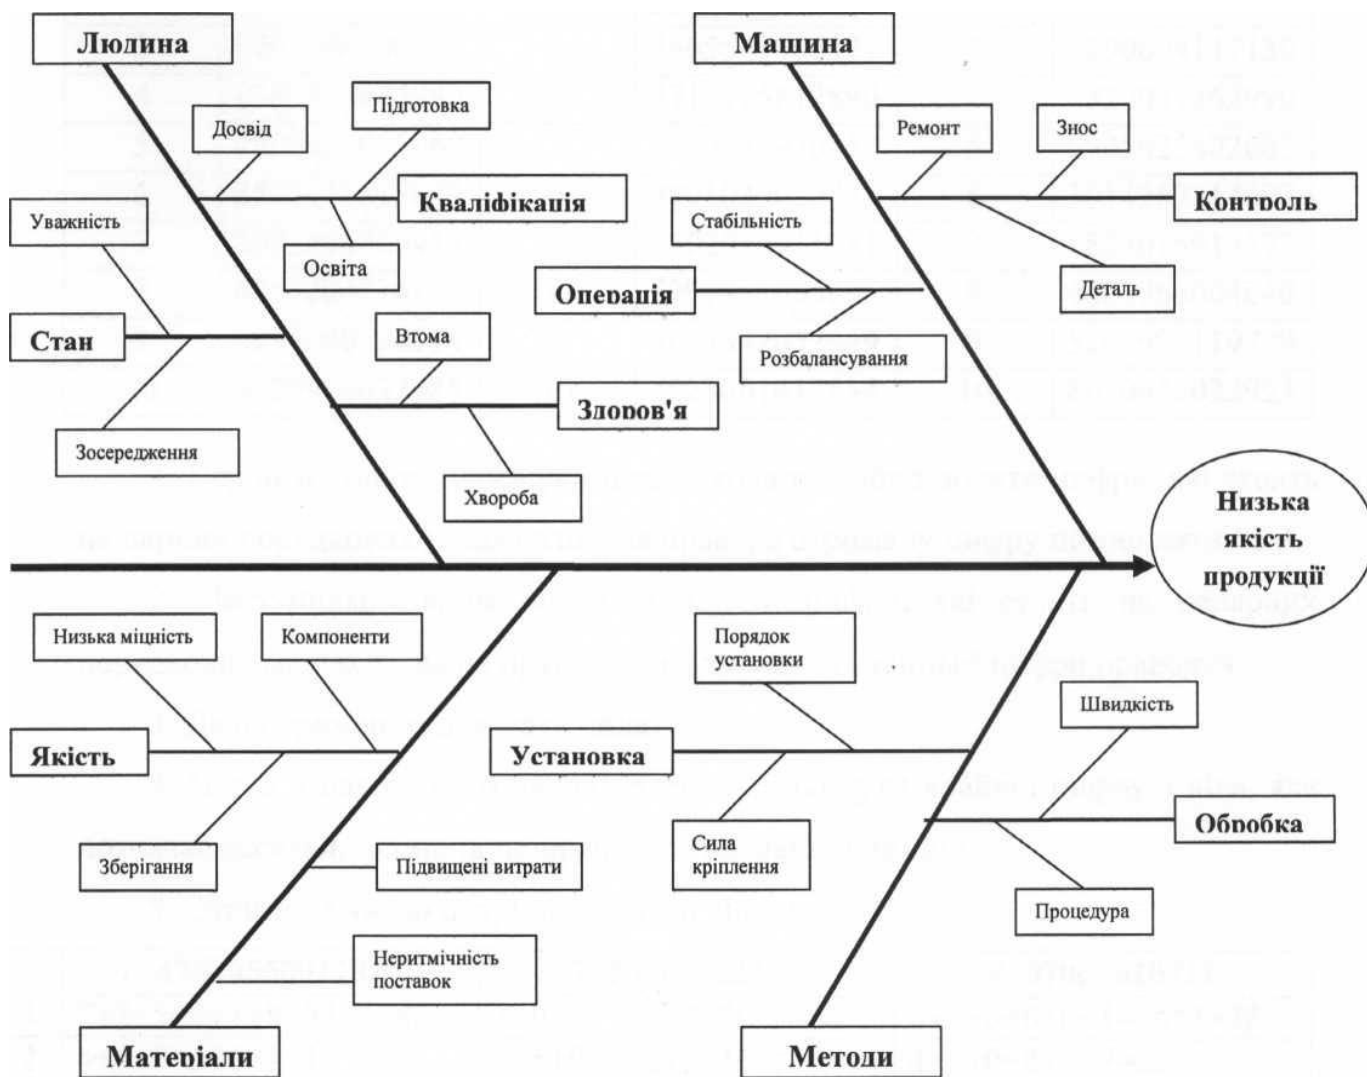 Людина
Машина
Підготовка
Досвід
Ремонт
Знос
Кваліфікація
Контроль
Уважність
Стабільність
Освіта
Операція
Деталь
Стан
Втома
Розбалансування
Здоров'я
Зосередження
Хвороба
Низька
якість
продукції
Низька міцність
Компоненти
Порядок
установки
Швидкість
Якість
Установка
Обробка
Зберігання
Підвищені витрати
Сила
кріплення
Процедура
Неритмічність
поставок
Матеріали
Методи